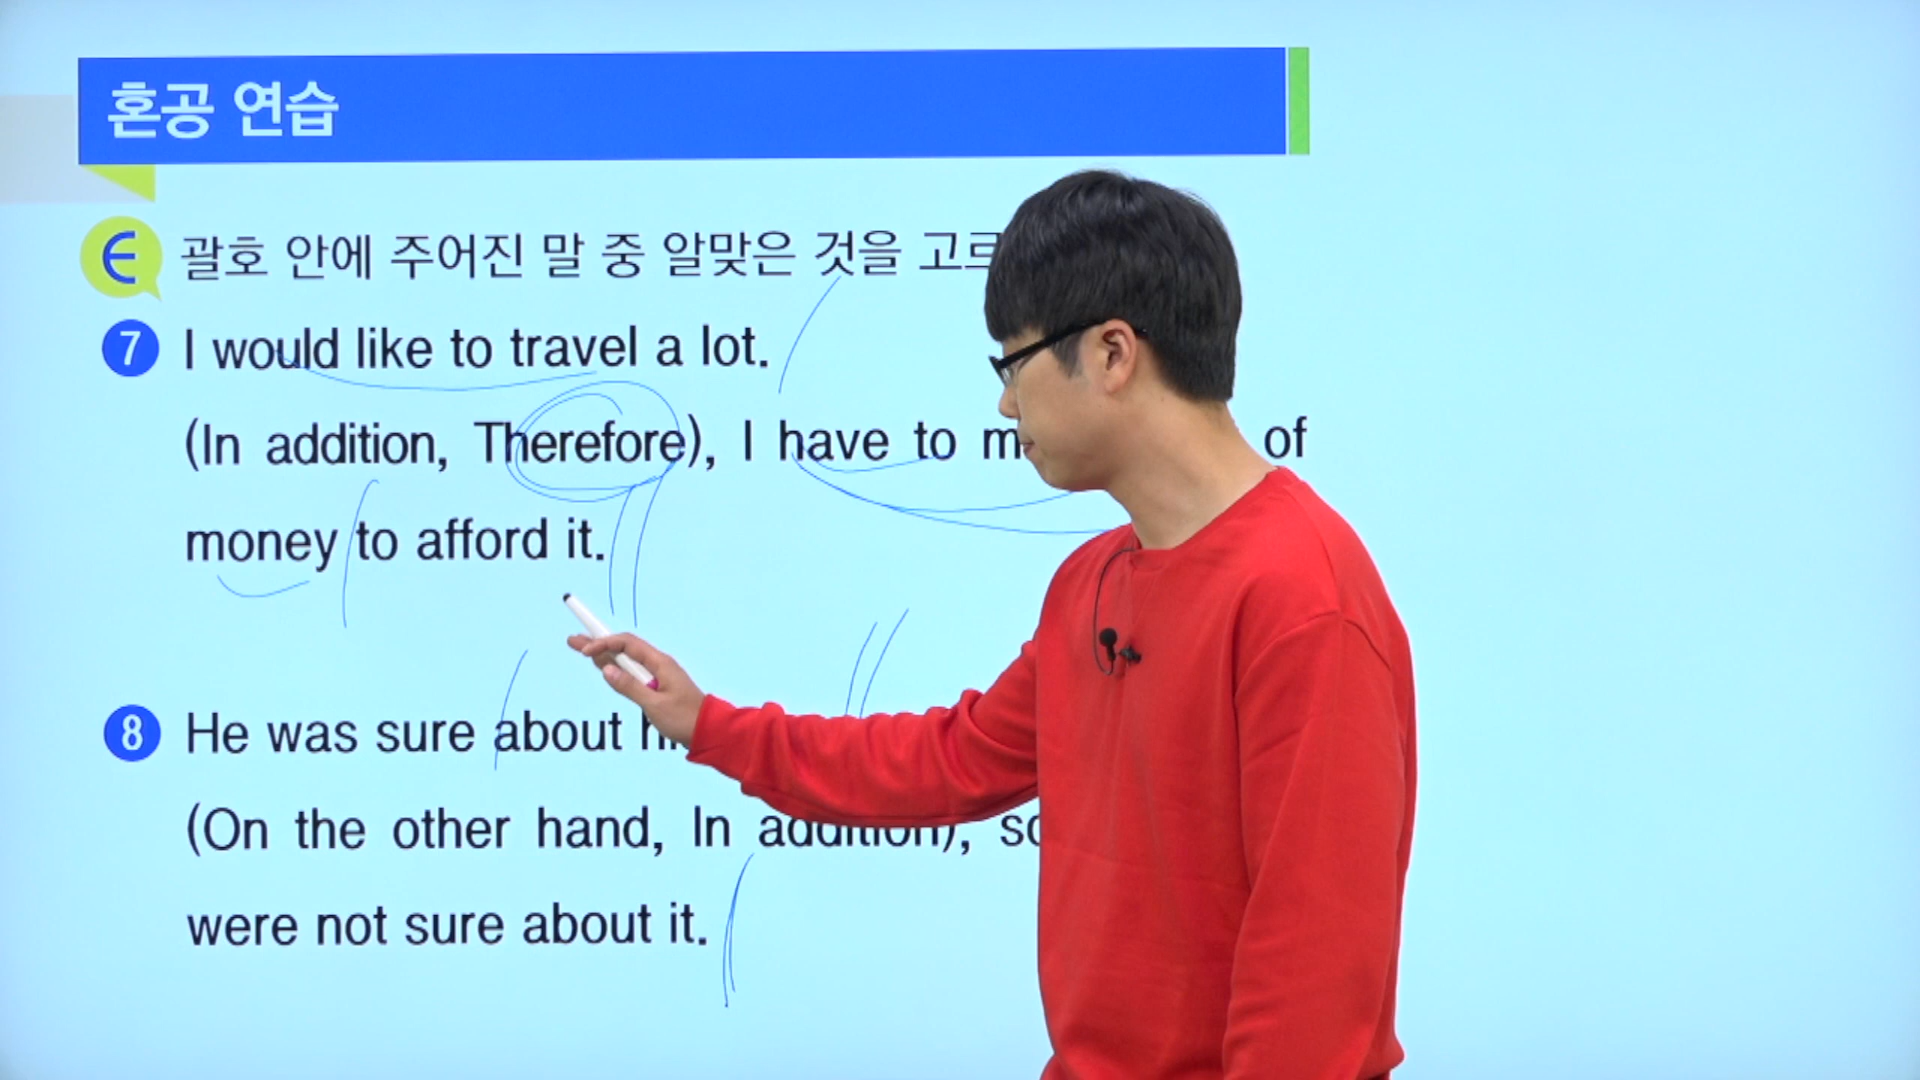 혼공 연습
E 괄호 안에 주어진 말 중 알맞은 것을
7 I would like to travel a lot.
(In addition, Therefore), I have to of
money to afford it.
8 He was sure about
(On the other hand, In addition),
were not sure about it.